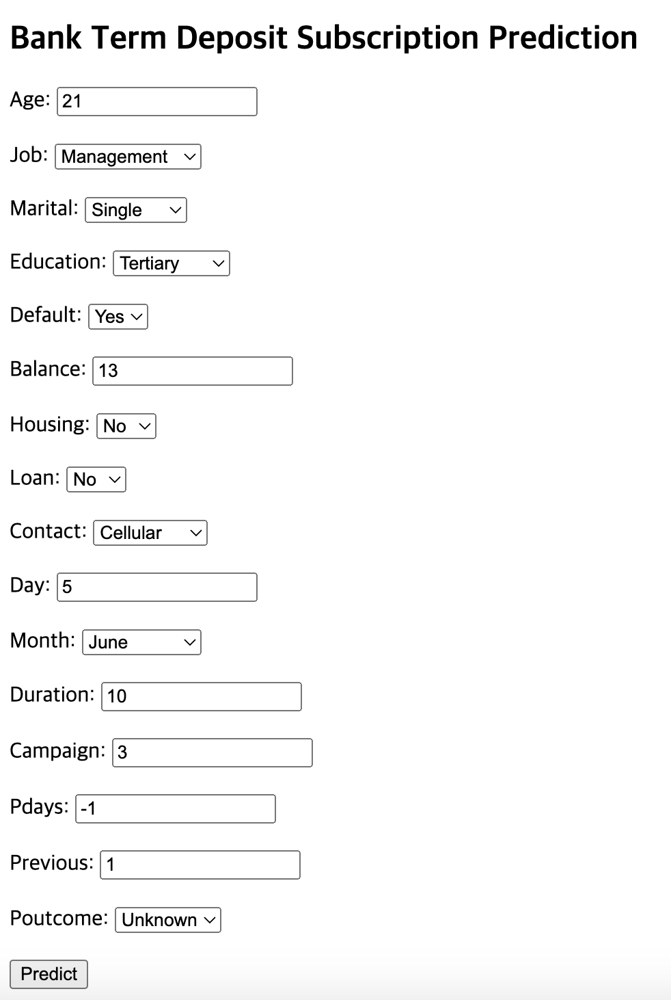 Bank Term Deposit Subscription Prediction
Age: 21
Job: Management
Marital: Single
Education: Tertiary
Default: Yes
Balance: 13
Housing: No
Loan: No
Contact: Cellular
Day: 5
Month: June
Duration: 10
Campaign: 3
Pdays: -1
Previous: 1
Poutcome: Unknown
Predict